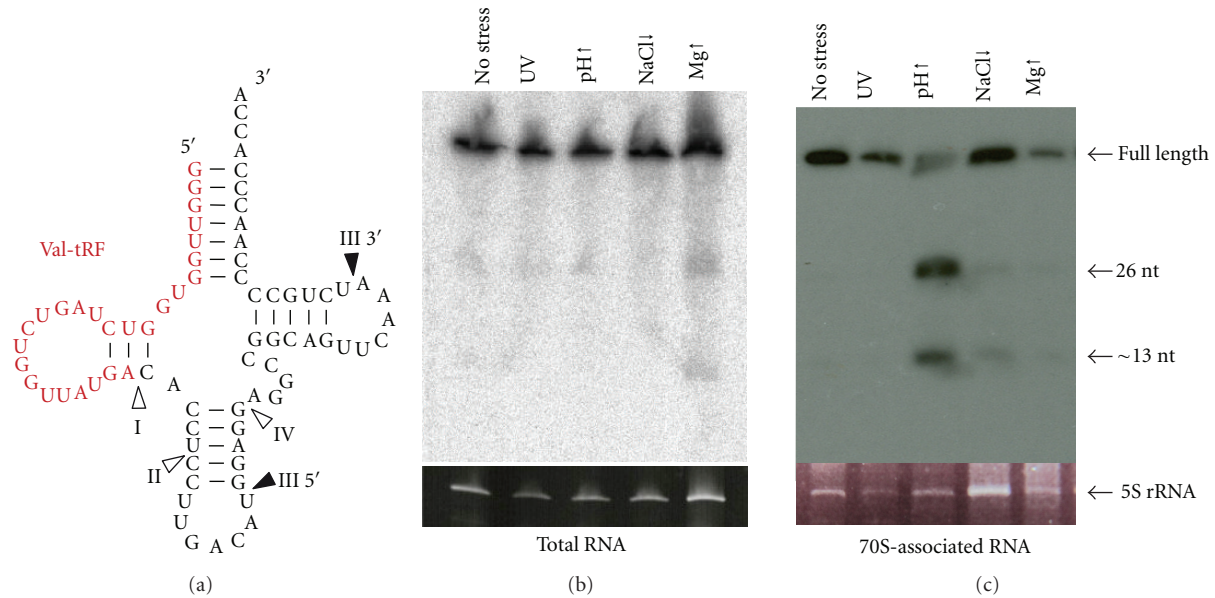 3′
A
C
C
A
C
C
C
A
A
C
C
5′
G
G
G
U
U
G
G
U
G
G U C U A G U C
U
G
G
U
U
A
U
G A C
A
C
C
U
C
C
U
U
G
A
C
A
U
G
G
A
G
G
A
G
G
C
C
G
G
C
A
G
U
U
C
A
A
A
U
C
U
G
C
C
Val-tRF
I
II
III 3′
III 5′
IV
(a)
No stress
UV
pH↑
NaCl↓
Mg↑
Total RNA
(b)
No stress
UV
pH↑
NaCl↓
Mg↑
← Full length
← 26 nt
← ~13 nt
← 5S rRNA
70S-associated RNA
(c)